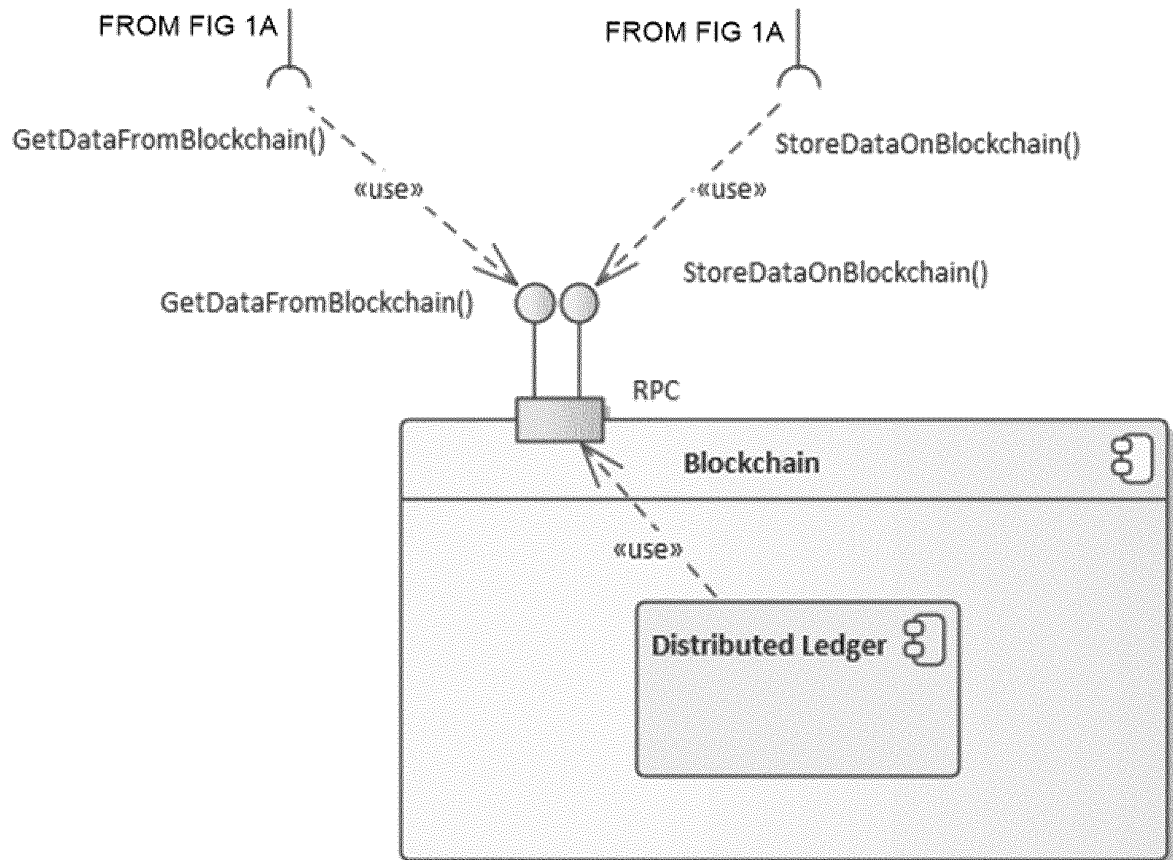 FROM FIG 1A
FROM FIG 1A
GetDataFromBlockchain()
StoreDataOnBlockchain()
«use»
«use»
StoreDataOnBlockchain()
GetDataFromBlockchain()
RPC
Blockchain
«use»
Distributed Ledger